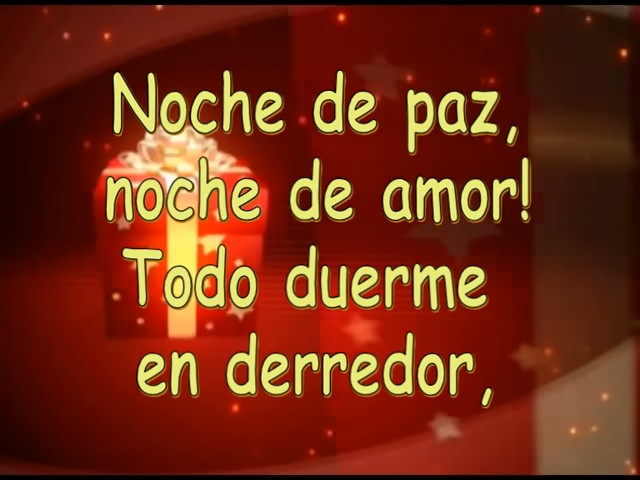 Noche de paz,
noche de amor!
Todo duerme
en derredor,